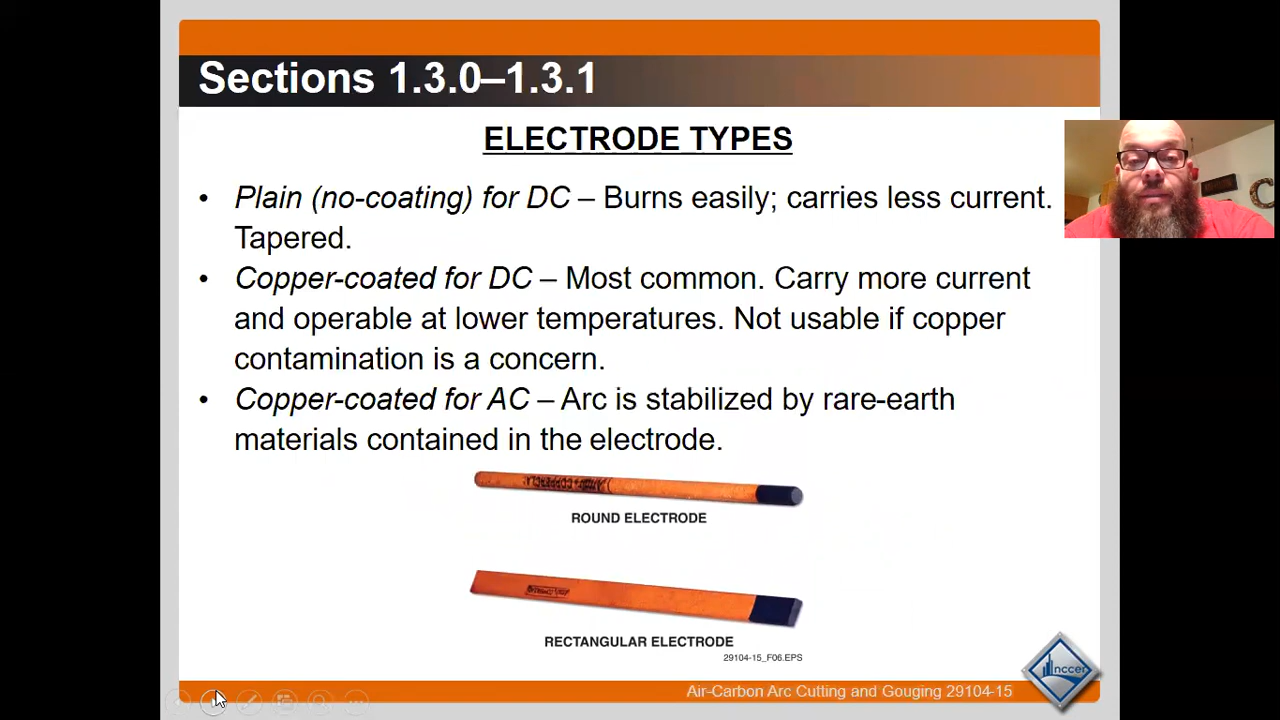 Sections 1.3.0–1.3.1
ELECTRODE TYPES
• Plain (no-coating) for DC – Burns easily; carries less current.
Tapered.
• Copper-coated for DC – Most common. Carry more current
and operable at lower temperatures. Not usable if copper
contamination is a concern.
• Copper-coated for AC – Arc is stabilized by rare-earth
materials contained in the electrode.
ROUND ELECTRODE
RECTANGULAR ELECTRODE
29104-15_F06.EPS
nccer
Air-Carbon Arc Cutting and Gouging 29104-15